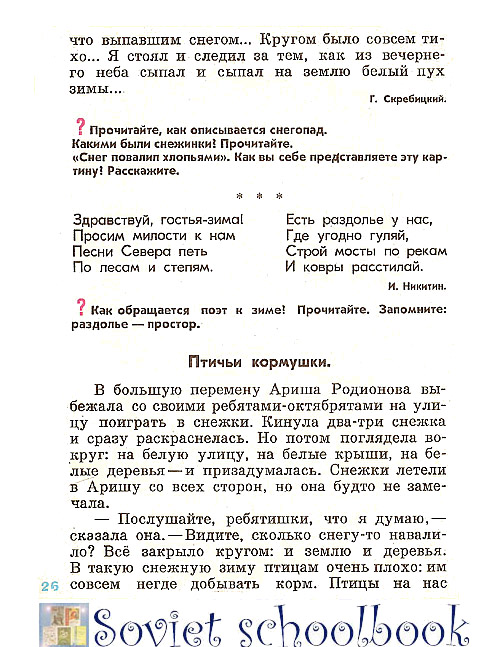 что выпавшим снегом... Кругом было совсем ти-
хо... Я стоял и следил за тем, как из вечерне-
го неба сыпал и сыпал на землю белый пух
зимы...
Г. Скребицкий.
? Прочитайте, как описывается снегопад.
Какими были снежинки? Прочитайте.
«Снег повалил хлопьями». Как вы себе представляете эту кар-
тину? Расскажите.
* * *
Здравствуй, гостья-зима!
Просим милости к нам
Песни Севера петь
По лесам и степям.
Есть раздолье у нас,
Где угодно гуляй,
Строй мосты по рекам
И ковры расстилай.
И. Никитин.
? Как обращается поэт к зиме? Прочитайте. Запомните:
раздолье — простор.
Птичьи кормушки.
В большую перемену Ариша Родионова вы-
бежала со своими ребятами-октябрятами на ули-
цу поиграть в снежки. Кинула два-три снежка
и сразу раскраснелась. Но потом поглядела во-
круг: на белую улицу, на белые крыши, на бе-
лые деревья — и призадумалась. Снежки летели
в Аришу со всех сторон, но она будто не заме-
чала.
— Послушайте, ребятишки, что я думаю, —
сказала она. — Видите, сколько снегу-то навали-
ло? Всё закрыло кругом: и землю и деревья.
В такую снежную зиму птицам очень плохо: им
совсем негде добывать корм. Птицы на нас
26
Soviet schoolbook